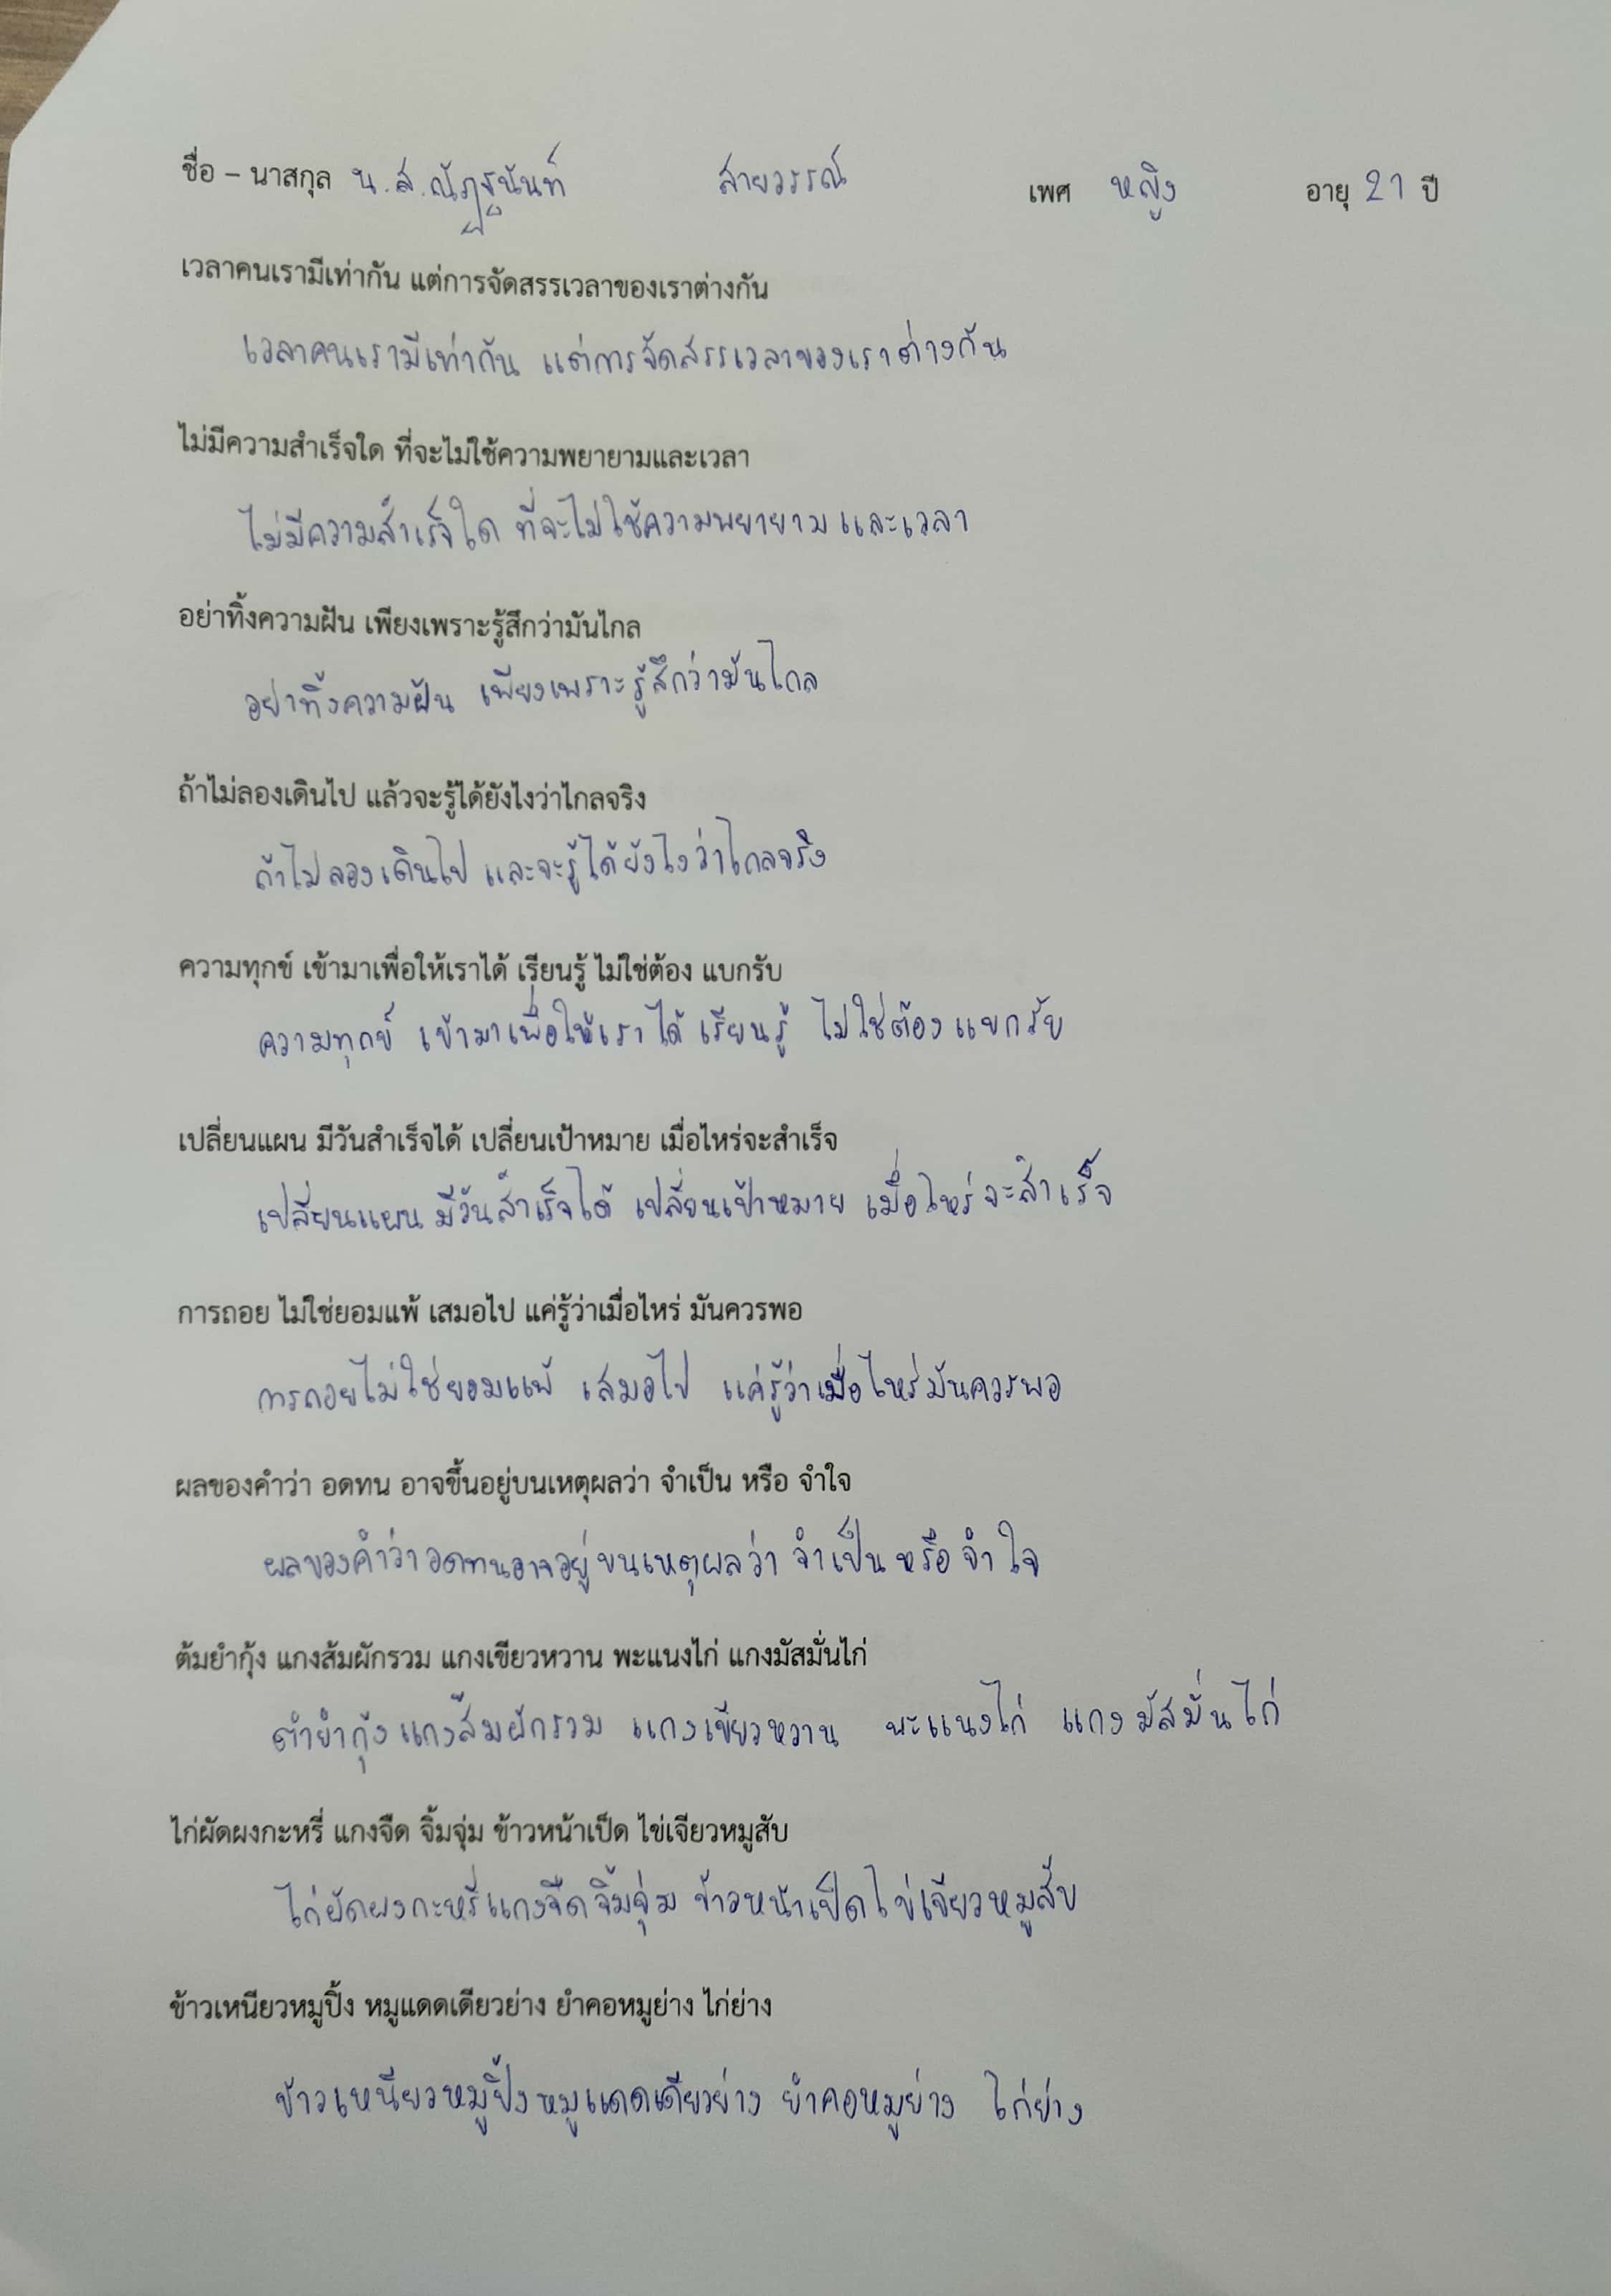 ชื่อ – นาสกุล น.ส.ณัฏฐนันท์ สายวรรณ์ เพศ หญิง อายุ 21 ปี
เวลาคนเรามีเท่ากัน แต่การจัดสรรเวลาของเราต่างกัน
เวลาคนเรามีเท่ากัน แต่การจัดสรรเวลาของเราต่างกัน
ไม่มีความสำเร็จใด ที่จะไม่ใช้ความพยายามและเวลา
ไม่มีความสำเร็จใด ที่จะไม่ใช้ความพยายามและเวลา
อย่าทิ้งความฝัน เพียงเพราะรู้สึกว่ามันไกล
อย่าทิ้งความฝัน เพียงเพราะรู้สึกว่ามันไกล
ถ้าไม่ลองเดินไป แล้วจะรู้ได้ยังไงว่าไกลจริง
ถ้าไม่ลองเดินไป และจะรู้ได้ยังไงว่าไกลจริง
ความทุกข์ เข้ามาเพื่อให้เราได้ เรียนรู้ ไม่ใช่ต้อง แบกรับ
ความทุกข์ เข้ามาเพื่อให้เราได้ เรียนรู้ ไม่ใช่ต้องแบกรับ
เปลี่ยนแผน มีวันสำเร็จได้ เปลี่ยนเป้าหมาย เมื่อไหร่จะสำเร็จ
เปลี่ยนแผน มีวันสำเร็จได้ เปลี่ยนเป้าหมาย เมื่อไหร่จะสำเร็จ
การถอย ไม่ใช่ยอมแพ้ เสมอไป แค่รู้ว่าเมื่อไหร่ มันควรพอ
การถอยไม่ใช่ยอมแพ้ เสมอไป แค่รู้ว่าเมื่อไหร่มันควรพอ
ผลของคำว่า อดทน อาจขึ้นอยู่บนเหตุผลว่า จำเป็น หรือ จำใจ
ผลของคำว่าอดทนอาจอยู่บนเหตุผลว่า จำเป็น หรือ จำใจ
ต้มยำกุ้ง แกงส้มผักรวม แกงเขียวหวาน พะแนงไก่ แกงมัสมั่นไก่
ตำยำกุ้ง แกงส้มผักรวม แกงเขียวหวาน พะแนงไก่ แกงมัสมั่นไก่
ไก่ผัดผงกะหรี่ แกงจืด จิ้มจุ่ม ข้าวหน้าเป็ด ไข่เจียวหมูสับ
ไก่ผัดผงกะหรี่แกงจืดจิ้มจุ่ม ข้าวหน้าเป็ดไข่เจียวหมูสับ
ข้าวเหนียวหมูปิ้ง หมูแดดเดียวย่าง ยำคอหมูย่าง ไก่ย่าง
ข้าวเหนียวหมูปิ้งหมูแดดเดียวย่าง ยำคอหมูย่าง ไก่ย่าง